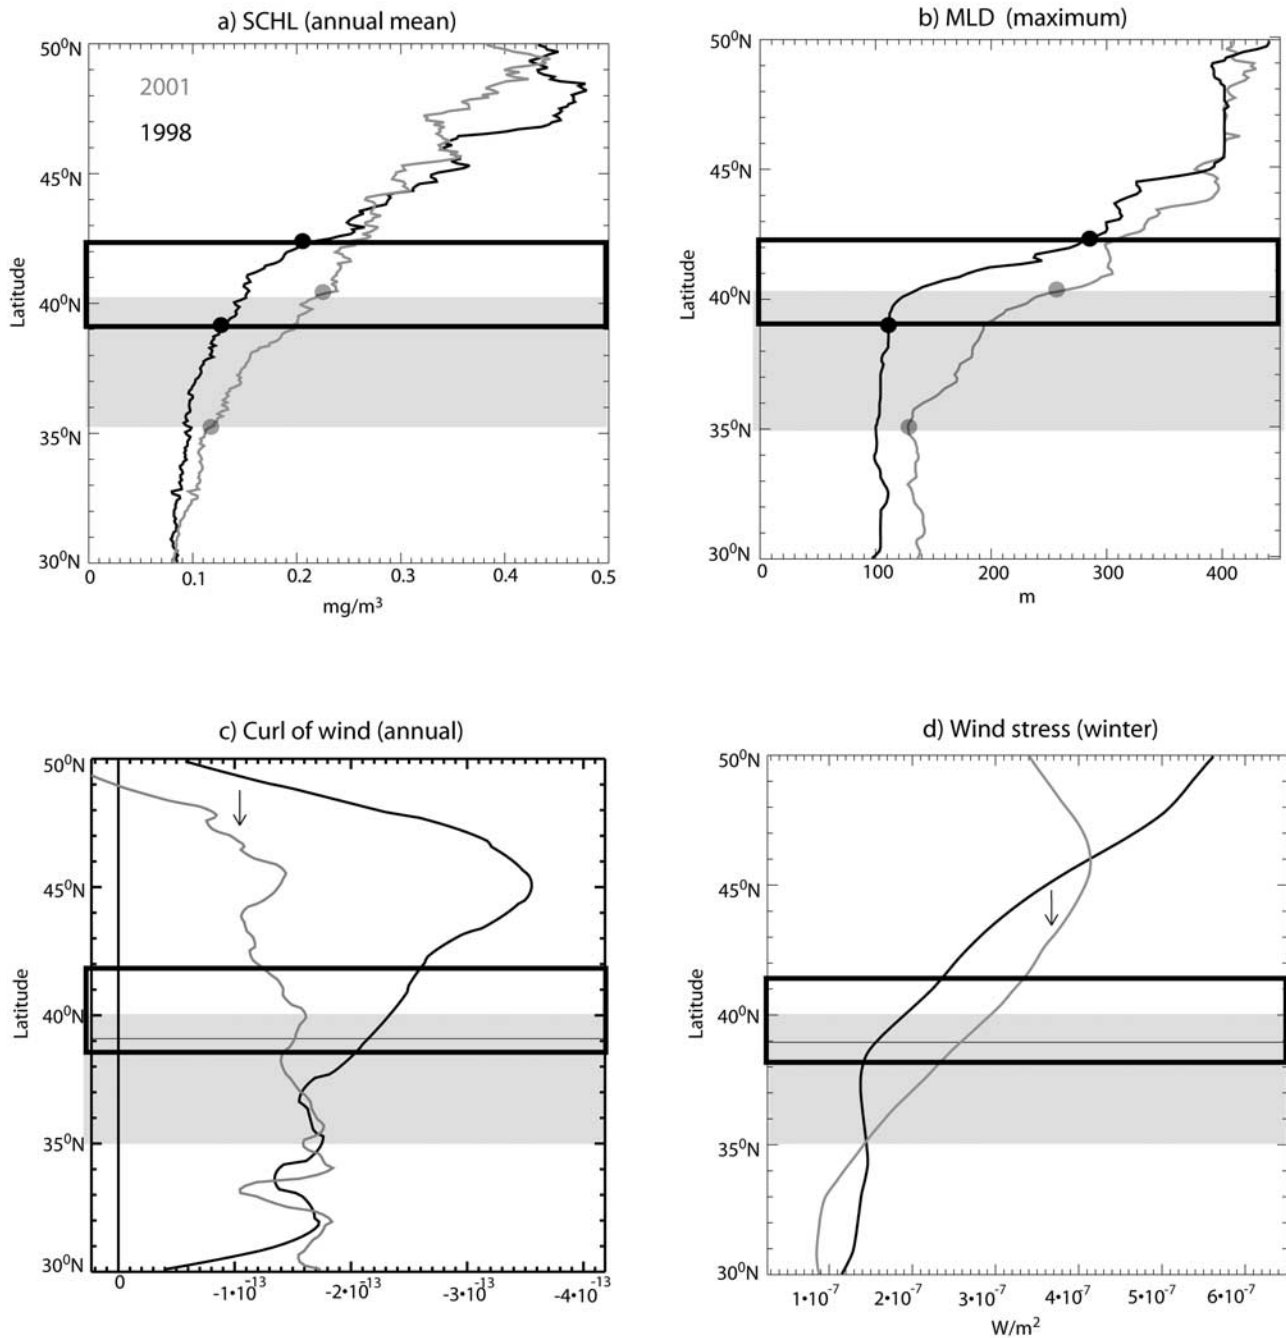 a) SCHL (annual mean)
50⁰N
2001
1998
45⁰N
40⁰N
35⁰N
30⁰N
Latitude
0 0.1 0.2 0.3 0.4 0.5
mg/m³
b) MLD (maximum)
50⁰N
45⁰N
40⁰N
35⁰N
30⁰N
Latitude
0 100 200 300 400
m
c) Curl of wind (annual)
50⁰N
45⁰N
40⁰N
35⁰N
30⁰N
Latitude
0 -1•10⁻¹³ -2•10⁻¹³ -3•10⁻¹³ -4•10⁻¹³
d) Wind stress (winter)
50⁰N
45⁰N
40⁰N
35⁰N
30⁰N
Latitude
1•10⁻⁷ 2•10⁻⁷ 3•10⁻⁷ 4•10⁻⁷ 5•10⁻⁷ 6•10⁻⁷
W/m²